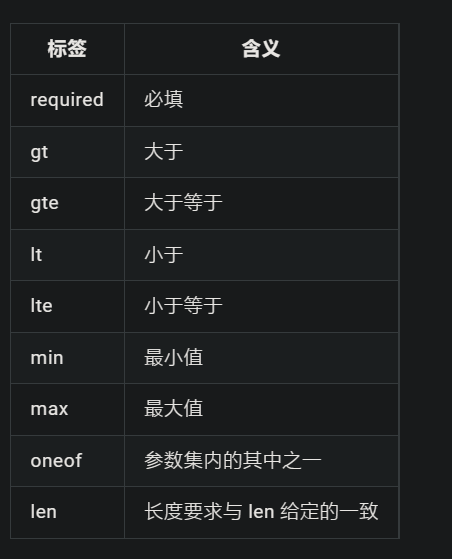 标签 含义
required 必填
gt 大于
gte 大于等于
lt 小于
lte 小于等于
min 最小值
max 最大值
oneof 参数集内的其中之一
len 长度要求与 len 给定的一致